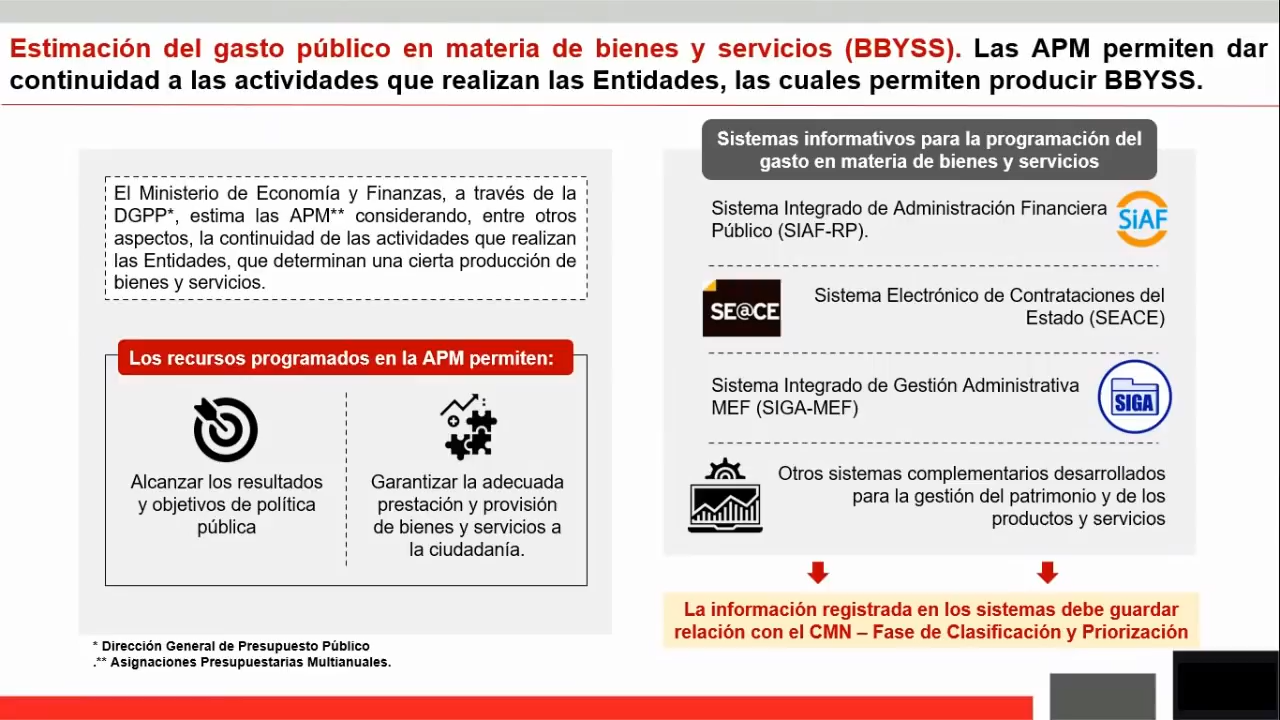 Estimación del gasto público en materia de bienes y servicios (BBYSS). Las APM permiten dar
continuidad a las actividades que realizan las Entidades, las cuales permiten producir BBYSS.
El Ministerio de Economía y Finanzas, a través de la
DGPP*, estima las APM** considerando, entre otros
aspectos, la continuidad de las actividades que realizan
las Entidades, que determinan una cierta producción de
bienes y servicios.
Los recursos programados en la APM permiten:
Alcanzar los resultados
y objetivos de política
pública
Garantizar la adecuada
prestación y provisión
de bienes y servicios a
la ciudadanía.
* Dirección General de Presupuesto Público
.** Asignaciones Presupuestarias Multianuales.
Sistemas informativos para la programación del
gasto en materia de bienes y servicios
Sistema Integrado de Administración Financiera
Público (SIAF-RP).
SiAF
SE@CE
Sistema Electrónico de Contrataciones del
Estado (SEACE)
Sistema Integrado de Gestión Administrativa
MEF (SIGA-MEF)
SIGA
Otros sistemas complementarios desarrollados
para la gestión del patrimonio y de los
productos y servicios
La información registrada en los sistemas debe guardar
relación con el CMN – Fase de Clasificación y Priorización